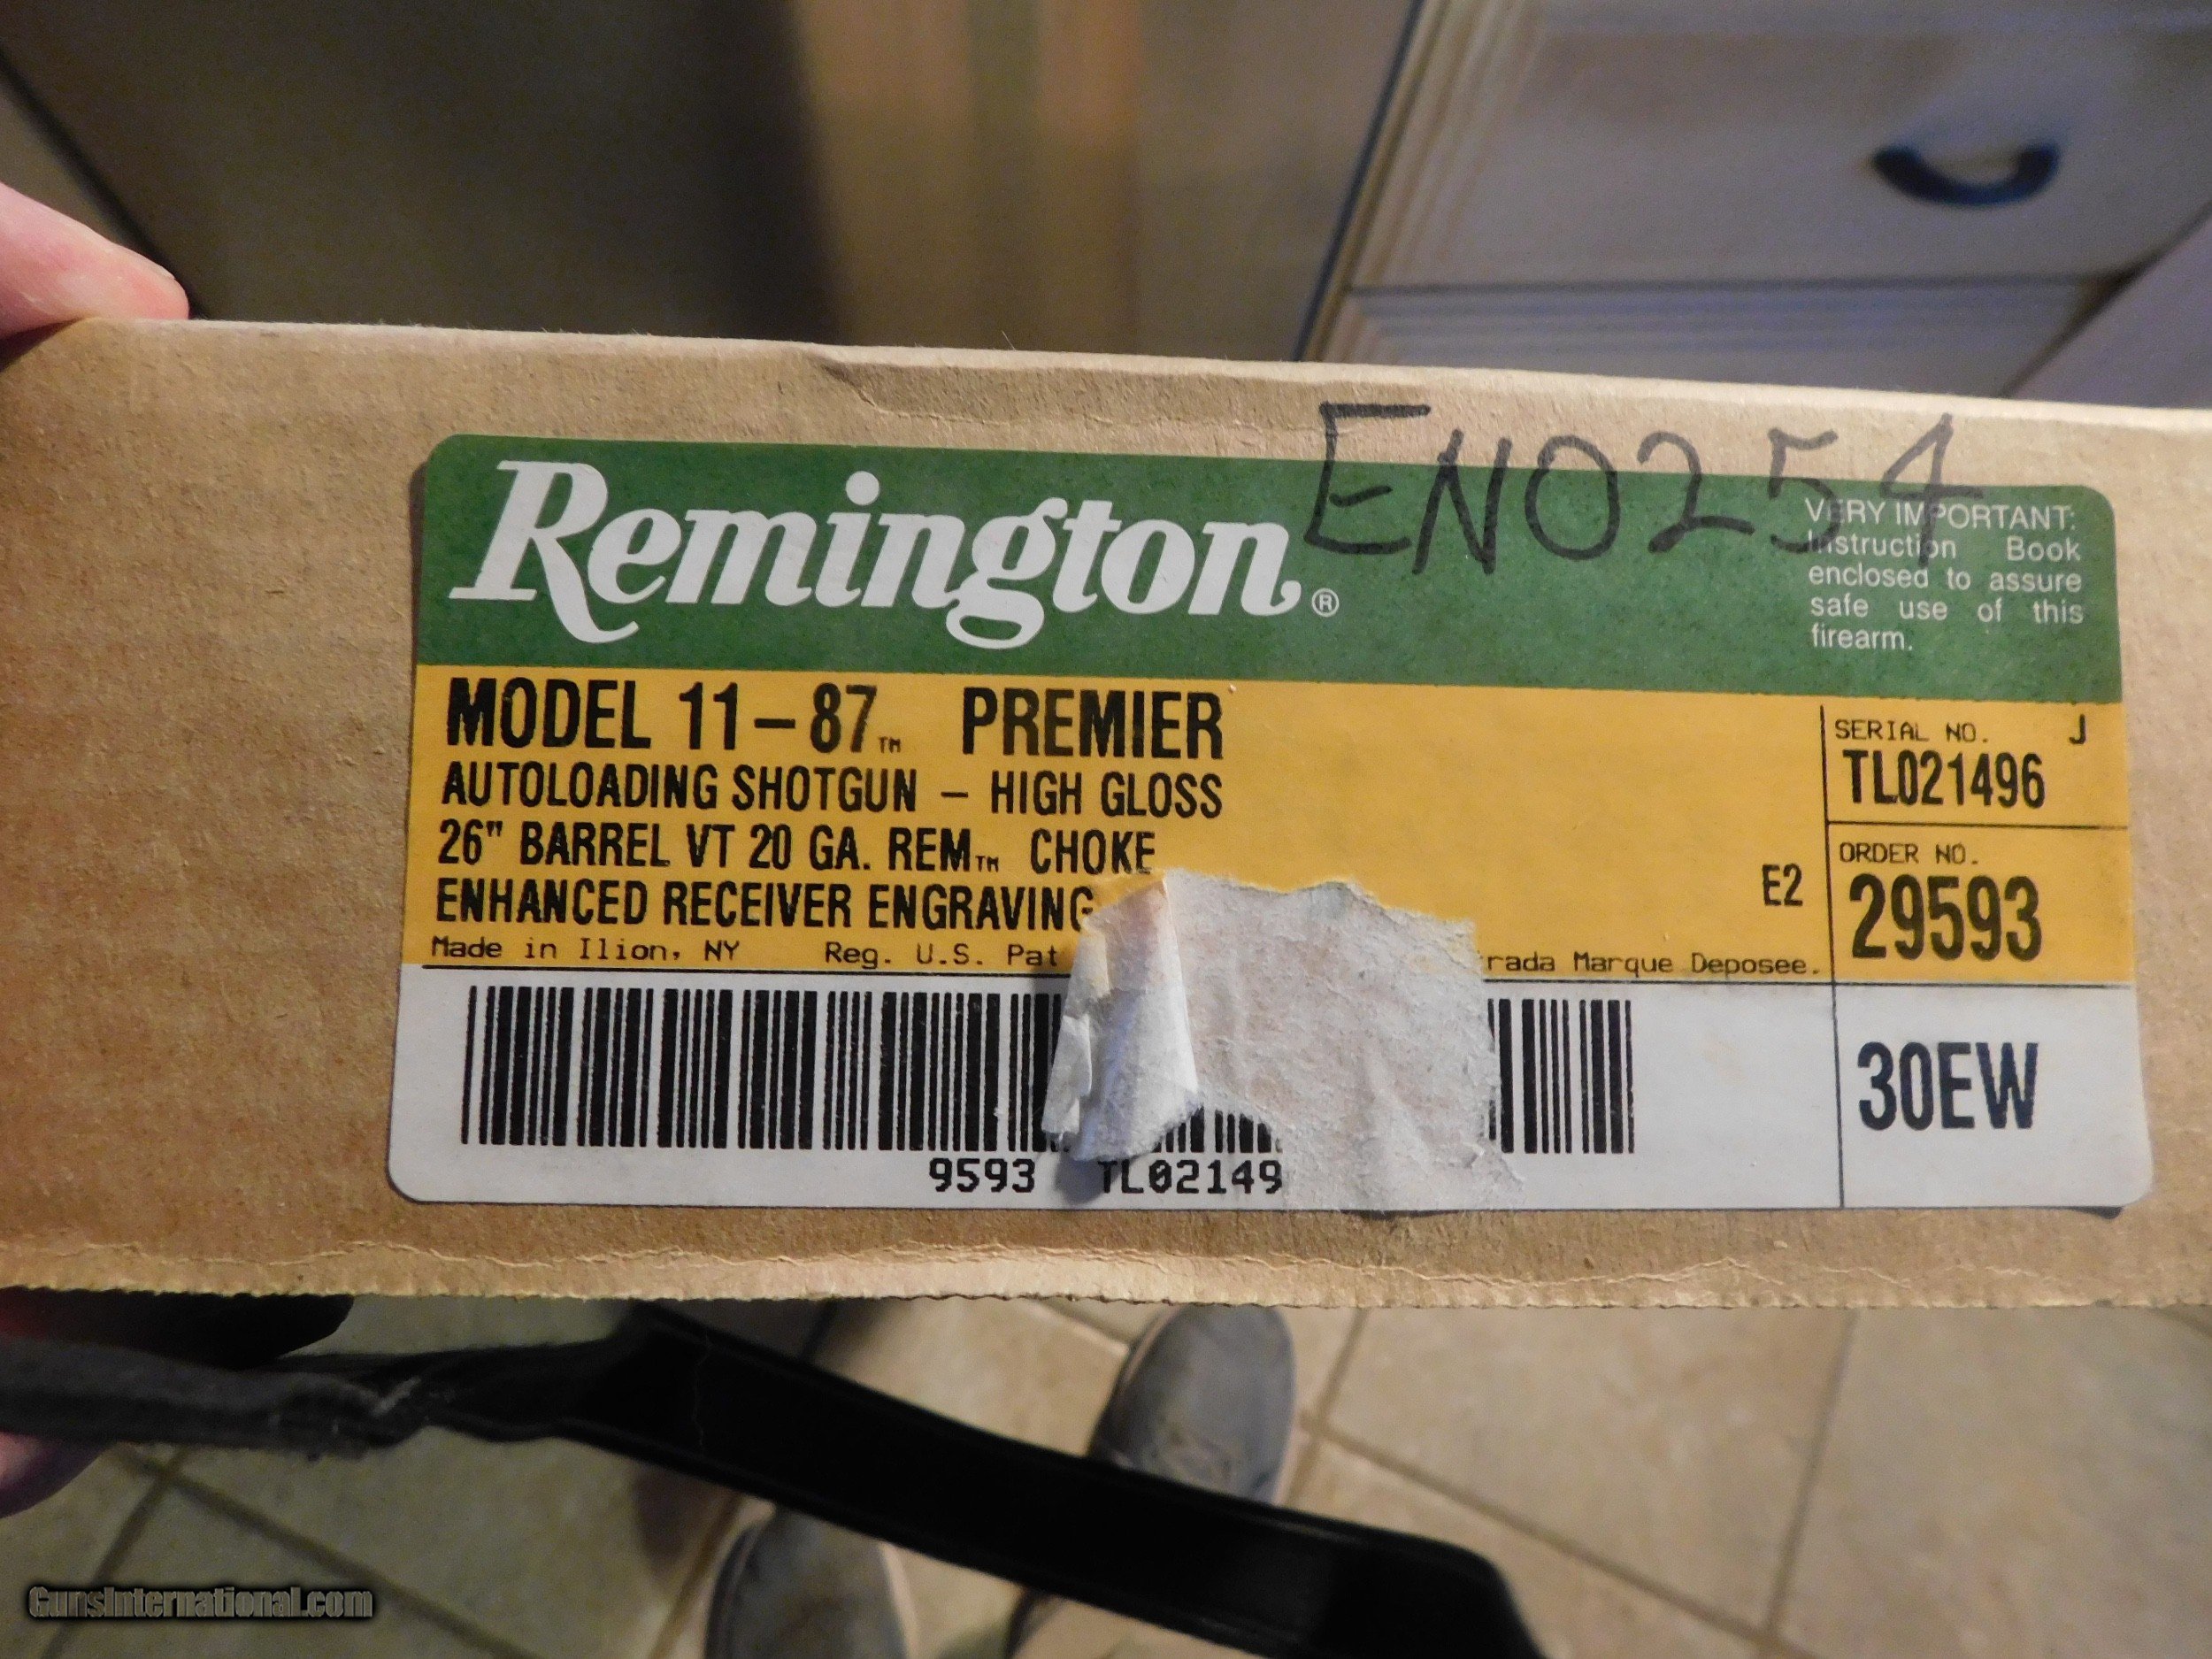 EN0254
Remington®
VERY IMPORTANT:
Instruction Book
enclosed to assure
safe use of this
firearm.
MODEL 11-87™ PREMIER
AUTOLOADING SHOTGUN - HIGH GLOSS
26" BARREL VT 20 GA. REM™ CHOKE
ENHANCED RECEIVER ENGRAVING
E2
Made in Ilion, NY Reg. U.S. Pat
Marque Deposee.
SERIAL NO. J
TL021496
ORDER NO.
29593
30EW
9593 TL02149
GunsInternational.com